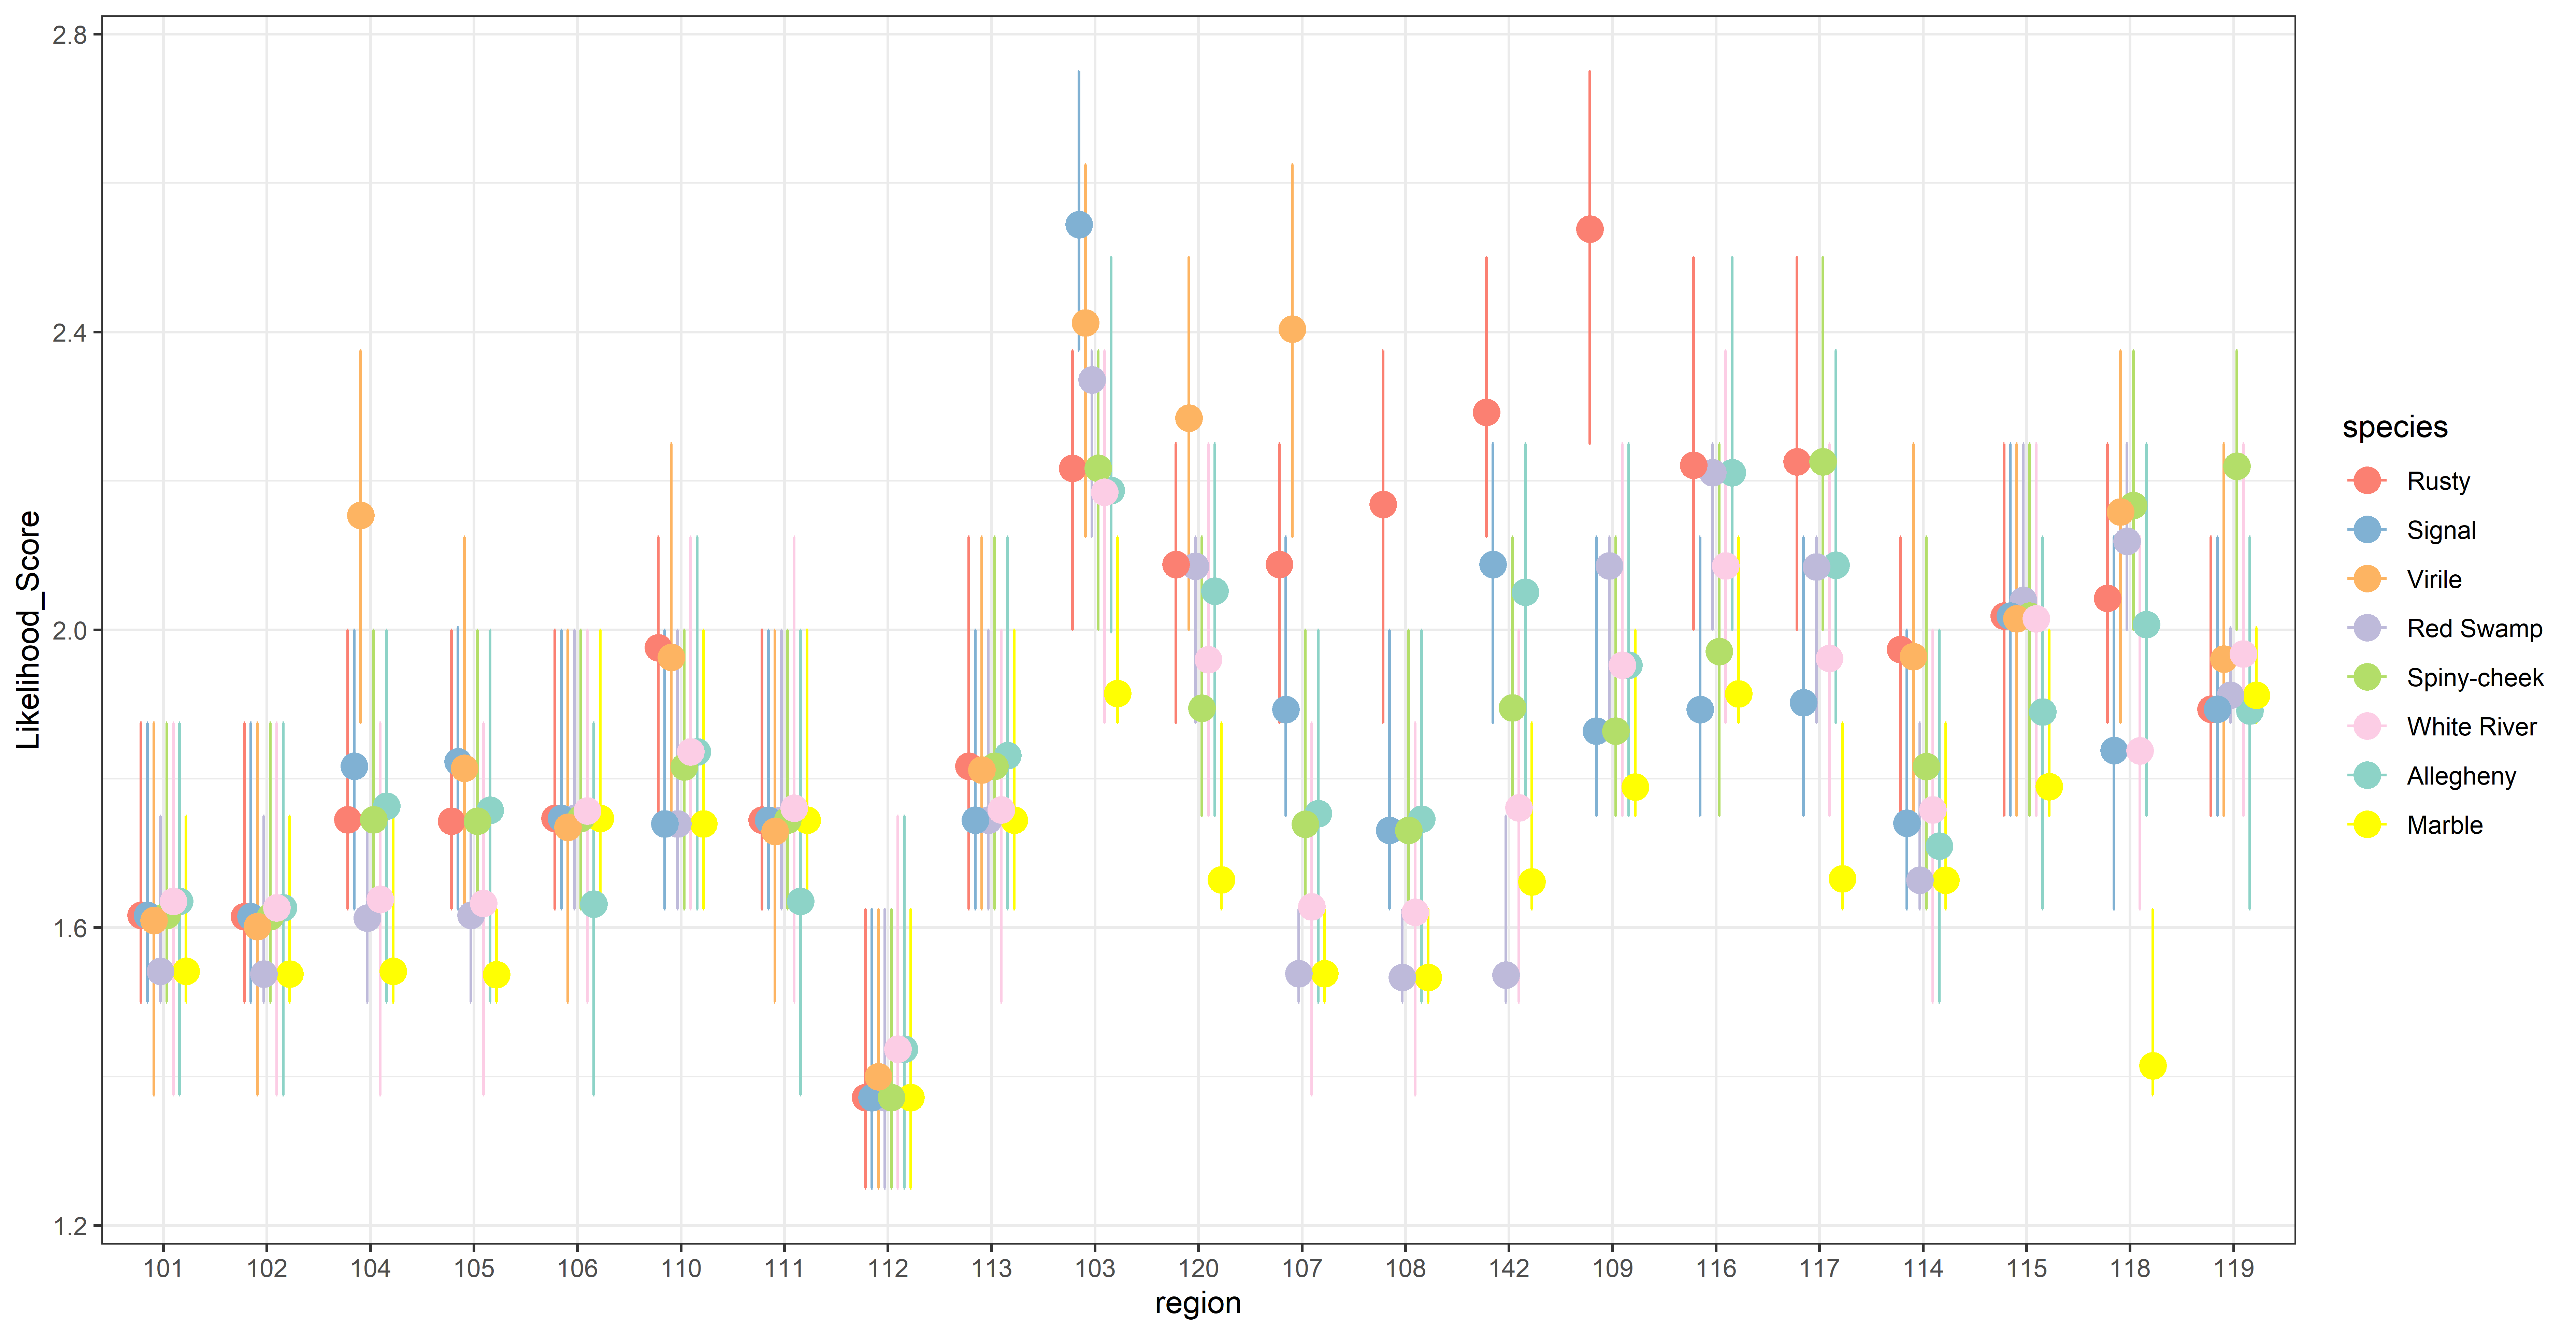 2.8
2.4
2.0
1.6
1.2
Likelihood_Score
101 102 104 105 106 110 111 112 113 103 120 107 108 142 109 116 117 114 115 118 119
region
species
Rusty
Signal
Virile
Red Swamp
Spiny-cheek
White River
Allegheny
Marble